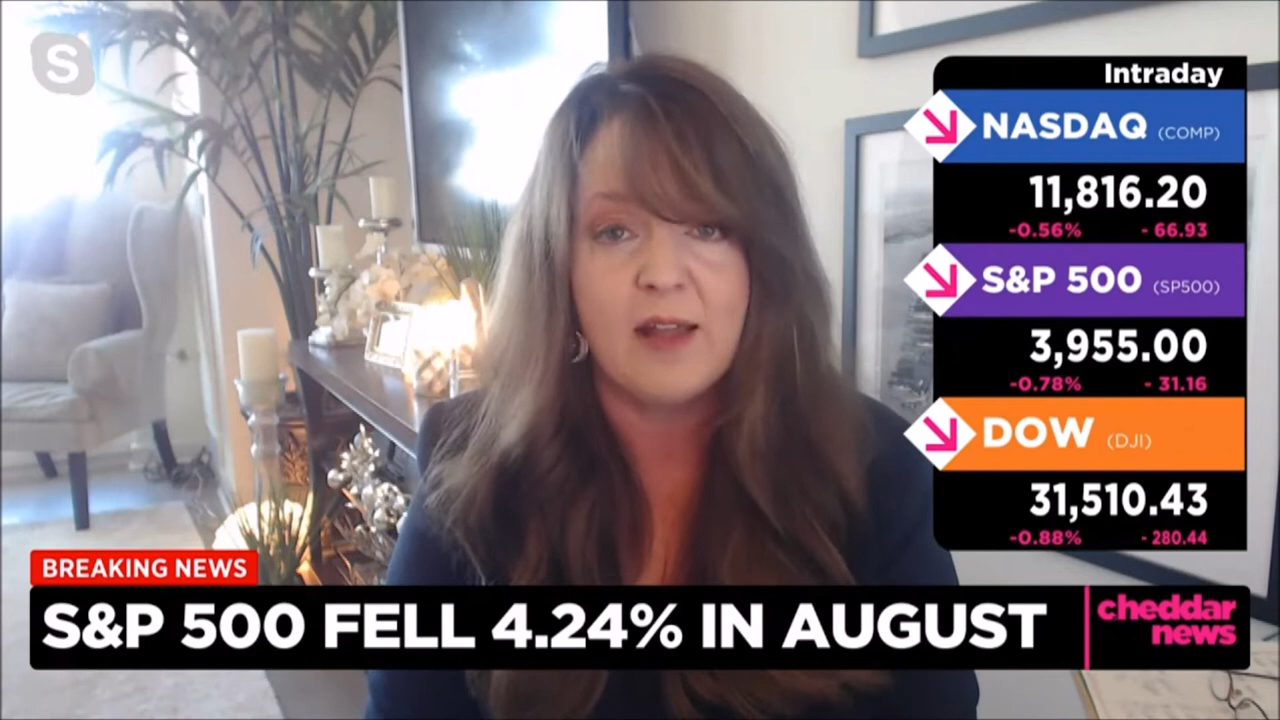 S
Intraday
NASDAQ (COMP)
11,816.20
-0.56% - 66.93
S&P 500 (SP500)
3,955.00
-0.78% - 31.16
DOW (DJI)
31,510.43
-0.88% - 280.44
BREAKING NEWS
S&P 500 FELL 4.24% IN AUGUST
cheddar
news